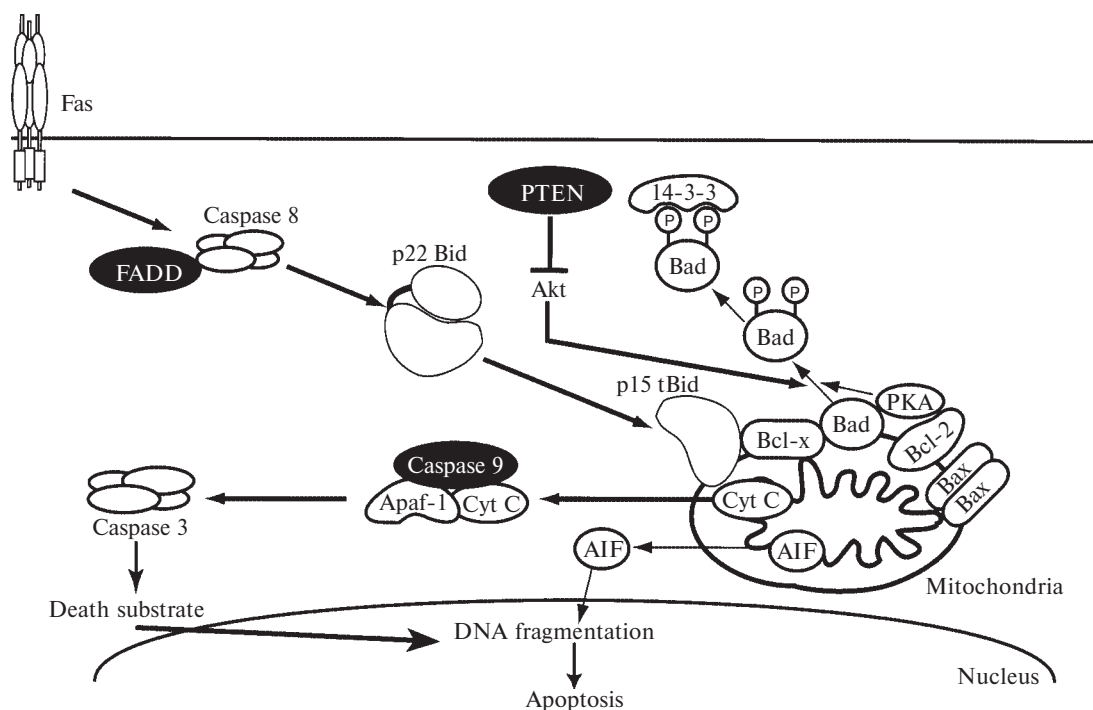 Fas
PTEN
14-3-3
P P
Bad
Caspase 8
FADD
p22 Bid
Akt
P P
Bad
p15 tBid
PKA
Bad
Bcl-x
Bcl-2
Bax
Bax
Caspase 9
Apaf-1
Cyt C
Cyt C
Caspase 3
AIF
AIF
Mitochondria
Death substrate
DNA fragmentation
Nucleus
Apoptosis